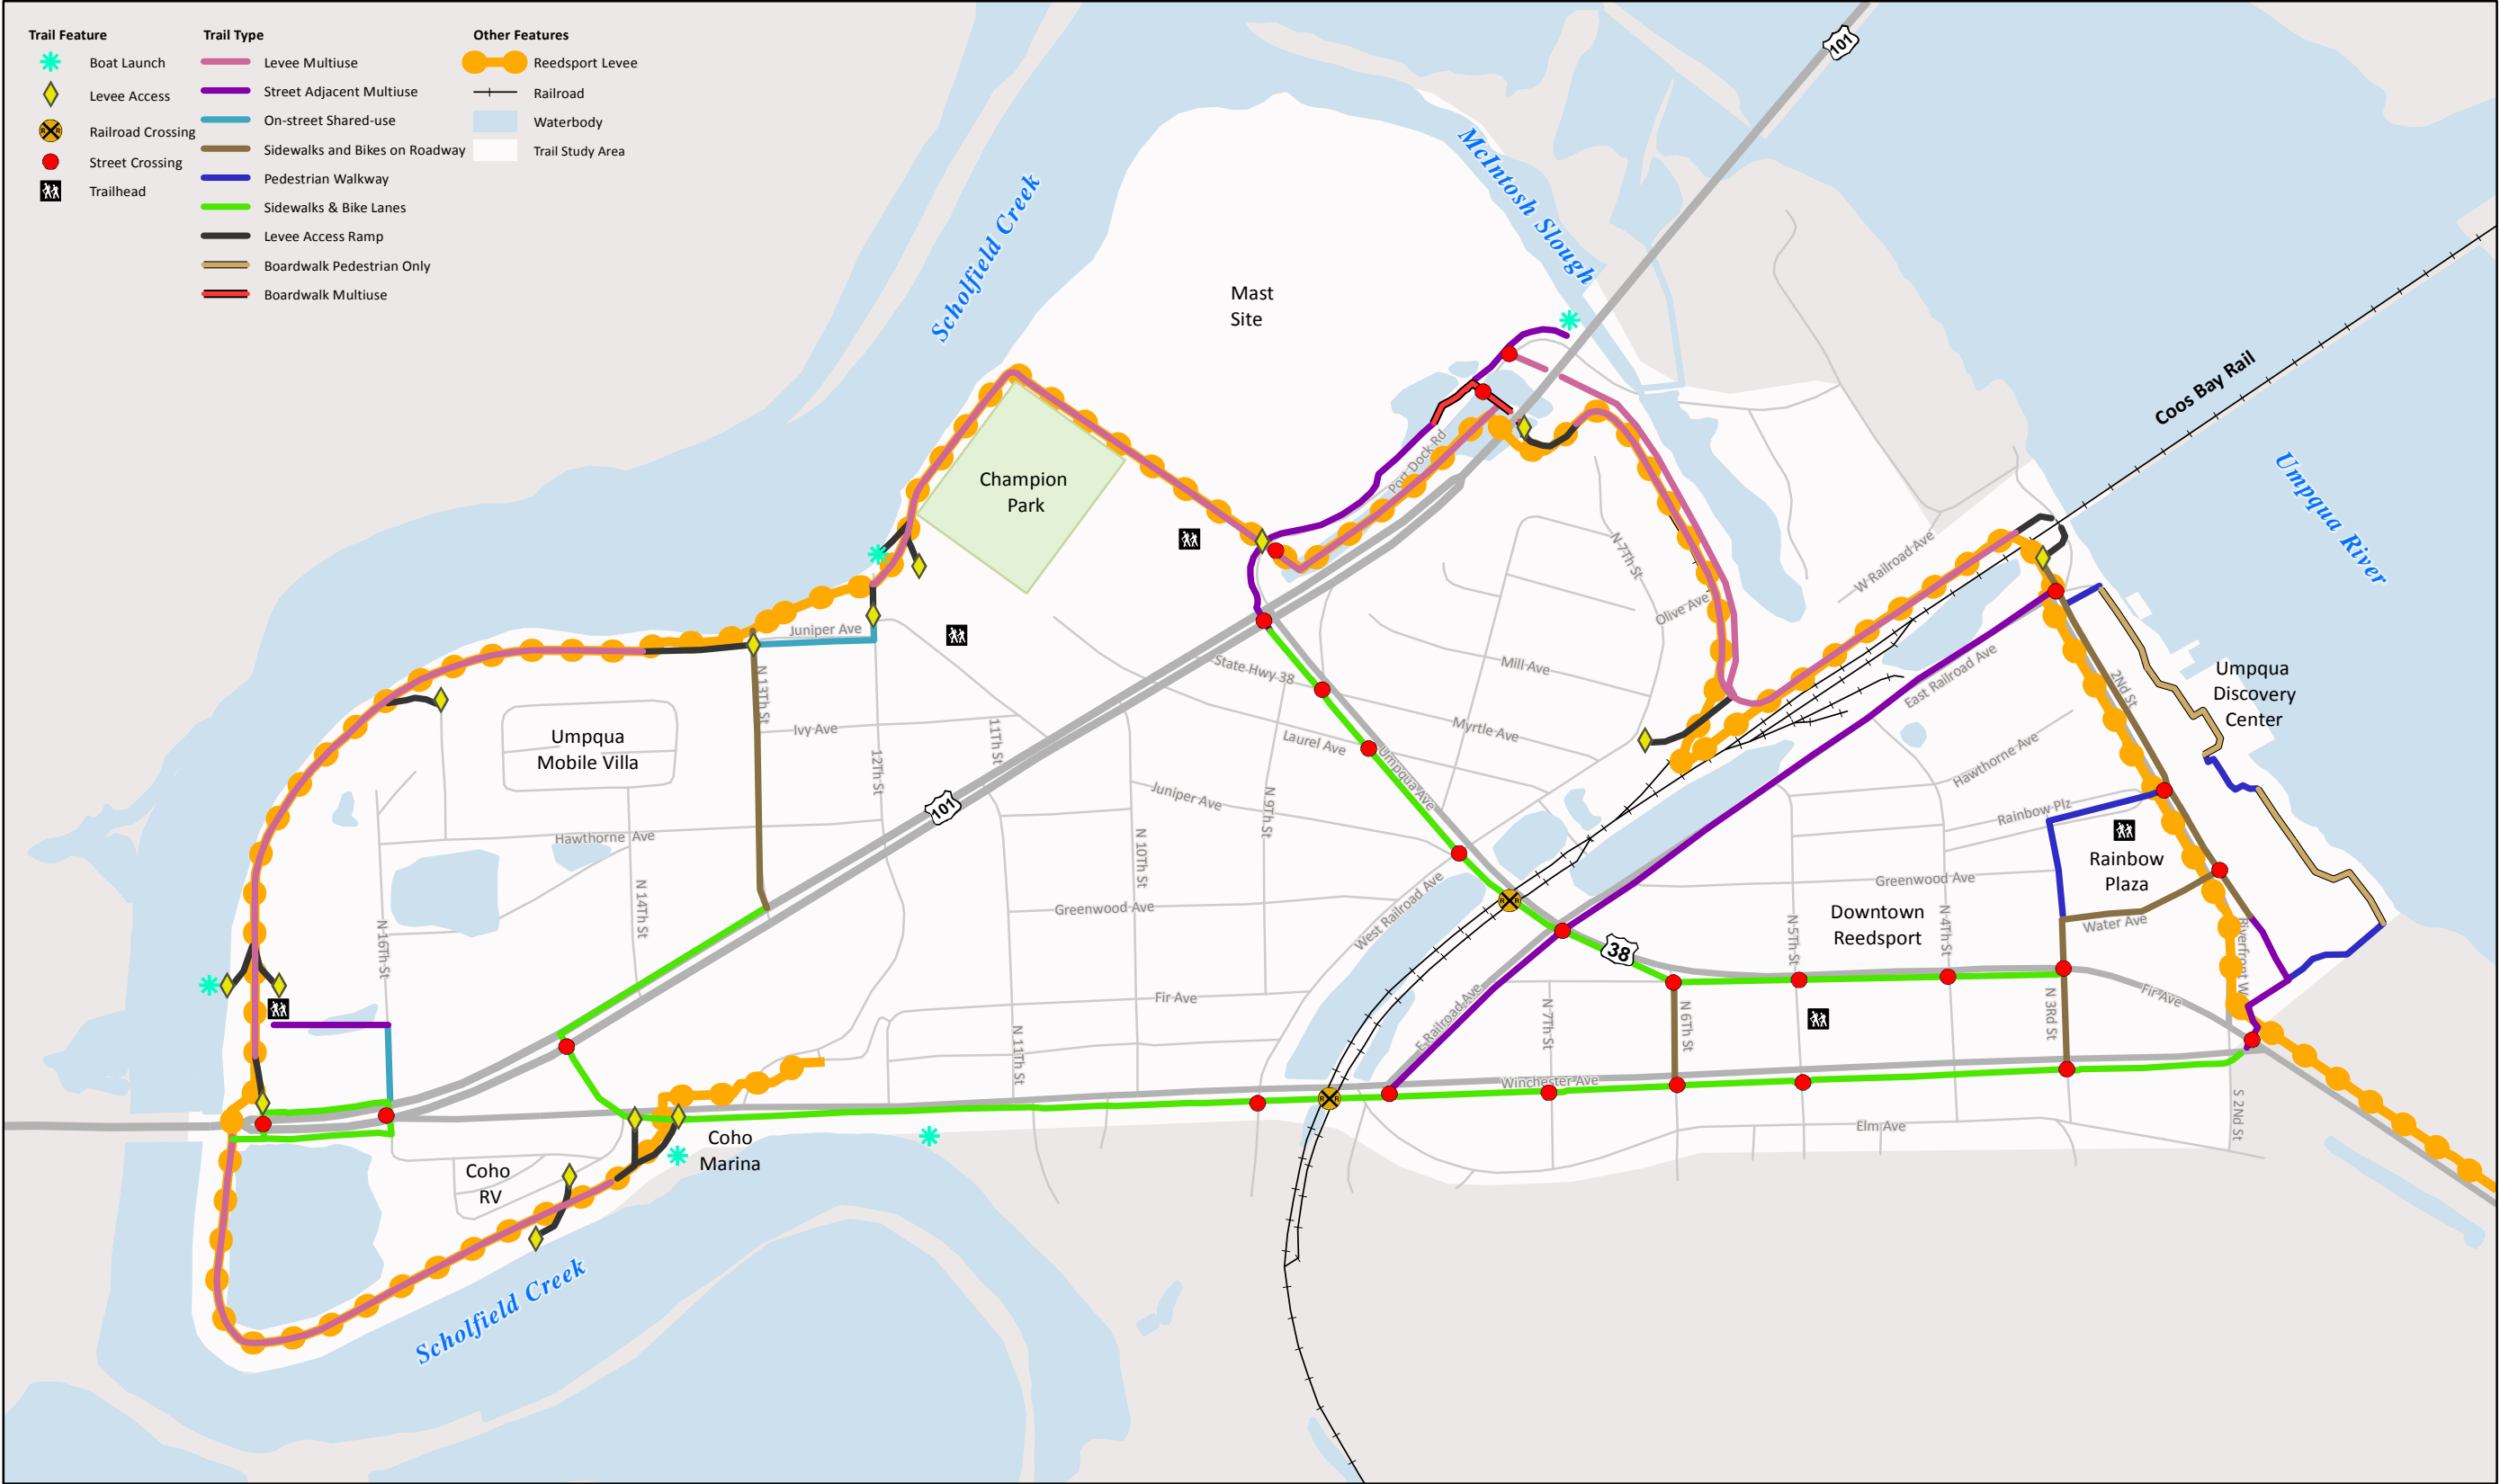 Trail Feature
Boat Launch
Levee Access
Railroad Crossing
Street Crossing
Trailhead
Trail Type
Levee Multiuse
Street Adjacent Multiuse
On-street Shared-use
Sidewalks and Bikes on Roadway
Pedestrian Walkway
Sidewalks & Bike Lanes
Levee Access Ramp
Boardwalk Pedestrian Only
Boardwalk Multiuse
Other Features
Reedsport Levee
Railroad
Waterbody
Trail Study Area
101
McIntosh Slough
Scholfield Creek
Mast
Site
Coos Bay Rail
Umpqua River
Champion
Park
Port Dock Rd
N 7Th St
Olive Ave
W Railroad Ave
Juniper Ave
State Hwy 38
Mill Ave
East Railroad Ave
2Nd St
Umpqua
Discovery
Center
N 13Th St
Ivy Ave
11Th St
12Th St
Umpqua
Mobile Villa
Laurel Ave
Myrtle Ave
Umpqua Ave
Hawthorne Ave
Juniper Ave
N 9Th St
101
Rainbow Plz
Hawthorne Ave
N 10Th St
Rainbow
Plaza
Greenwood Ave
N 14Th St
N 16Th St
Greenwood Ave
West Railroad Ave
Downtown
Reedsport
N 5Th St
N 4Th St
Water Ave
Riverfront W
38
Fir Ave
Fir Ave
E Railroad Ave
N 7Th St
N 6Th St
N 3Rd St
N 11Th St
Winchester Ave
Elm Ave
S 2Nd St
Coho
Marina
Coho
RV
Scholfield Creek